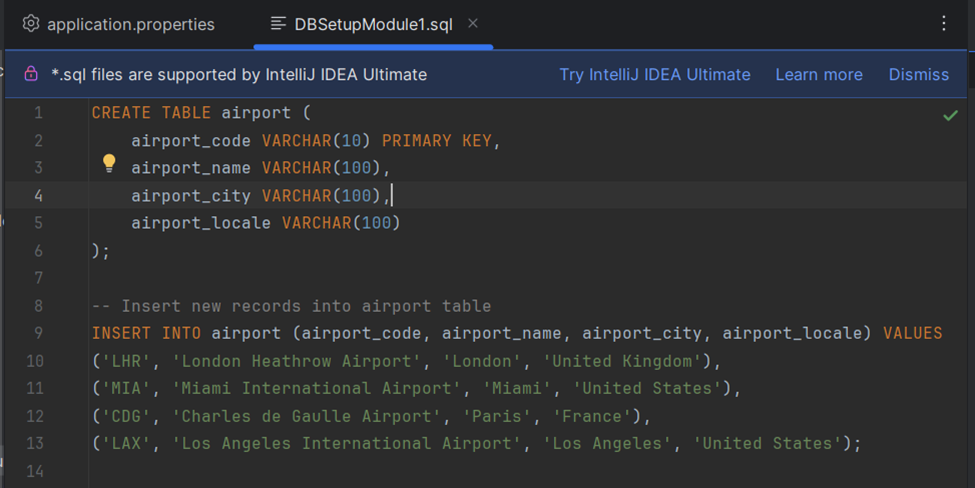 application.properties DBSetupModule1.sql
*.sql files are supported by IntelliJ IDEA Ultimate Try IntelliJ IDEA Ultimate Learn more Dismiss
1 CREATE TABLE airport (
2     airport_code VARCHAR(10) PRIMARY KEY,
3     airport_name VARCHAR(100),
4     airport_city VARCHAR(100),
5     airport_locale VARCHAR(100)
6 );
7
8 -- Insert new records into airport table
9 INSERT INTO airport (airport_code, airport_name, airport_city, airport_locale) VALUES
10 ('LHR', 'London Heathrow Airport', 'London', 'United Kingdom'),
11 ('MIA', 'Miami International Airport', 'Miami', 'United States'),
12 ('CDG', 'Charles de Gaulle Airport', 'Paris', 'France'),
13 ('LAX', 'Los Angeles International Airport', 'Los Angeles', 'United States');
14